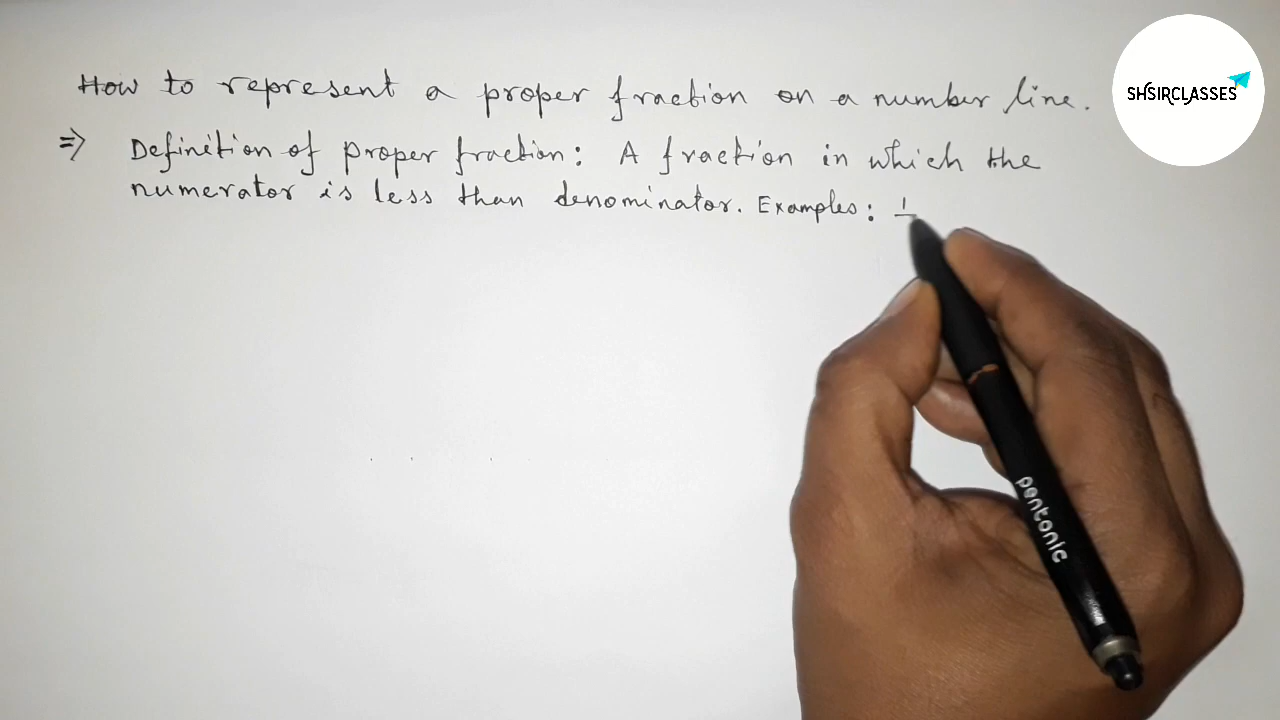 How to represent a proper fraction on a number line.
SHSIRCLASSES
⇒ Definition of proper fraction: A fraction in which the
numerator is less than denominator. Examples: 1
pentonic